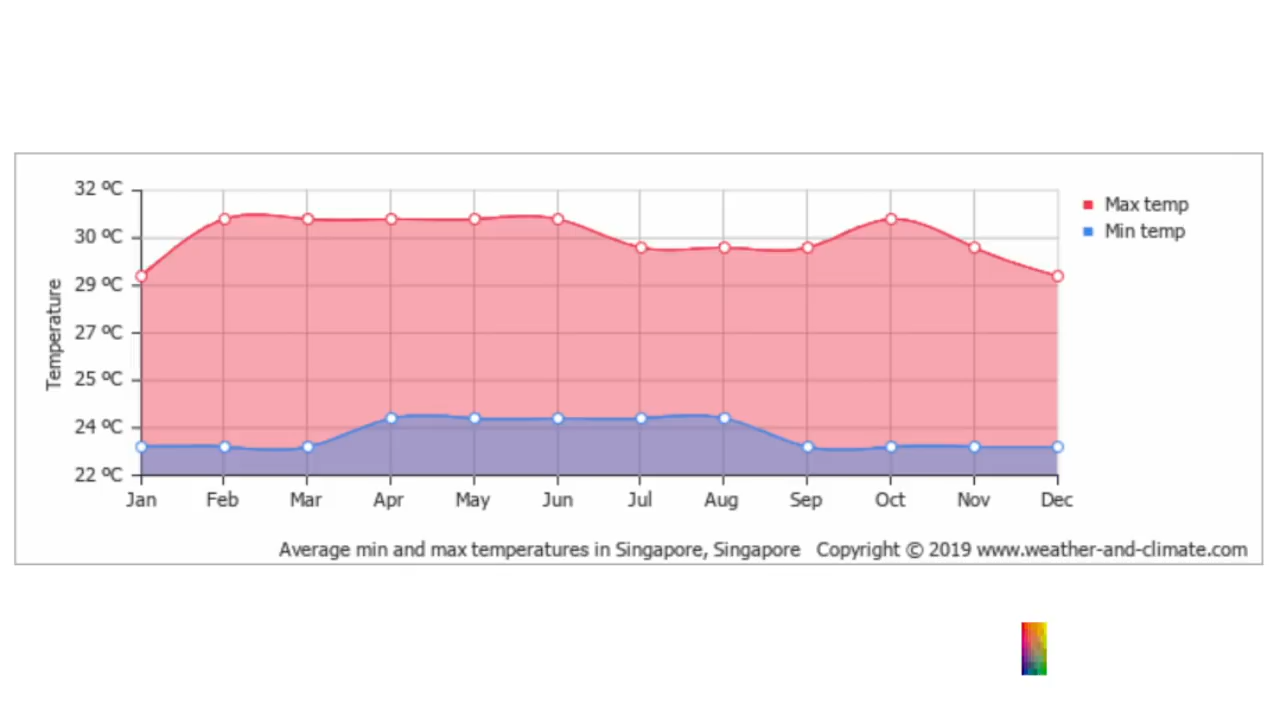 32 ºC
30 ºC
29 ºC
27 ºC
25 ºC
24 ºC
22 ºC
Temperature
Jan Feb Mar Apr May Jun Jul Aug Sep Oct Nov Dec
Max temp
Min temp
Average min and max temperatures in Singapore, Singapore Copyright © 2019 www.weather-and-climate.com